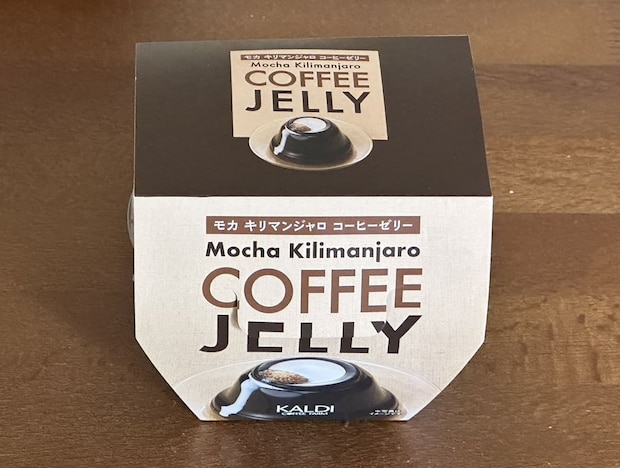 モカ キリマンジャロ コーヒーゼリー
Mocha Kilimanjaro
COFFEE
JELLY
モカ キリマンジャロ コーヒーゼリー
Mocha Kilimanjaro
COFFEE
JELLY
KALDI
COFFEE FARM